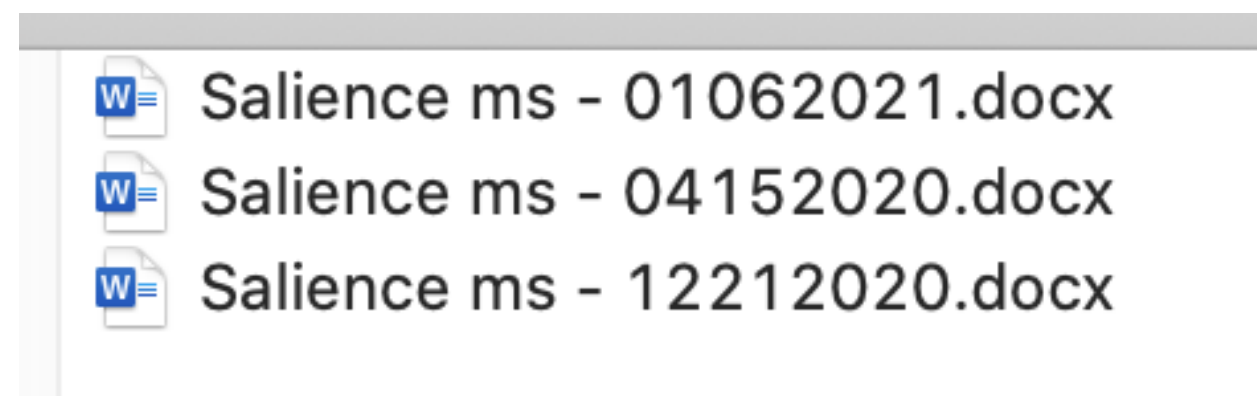 Salience ms - 01062021.docx
Salience ms - 04152020.docx
Salience ms - 12212020.docx